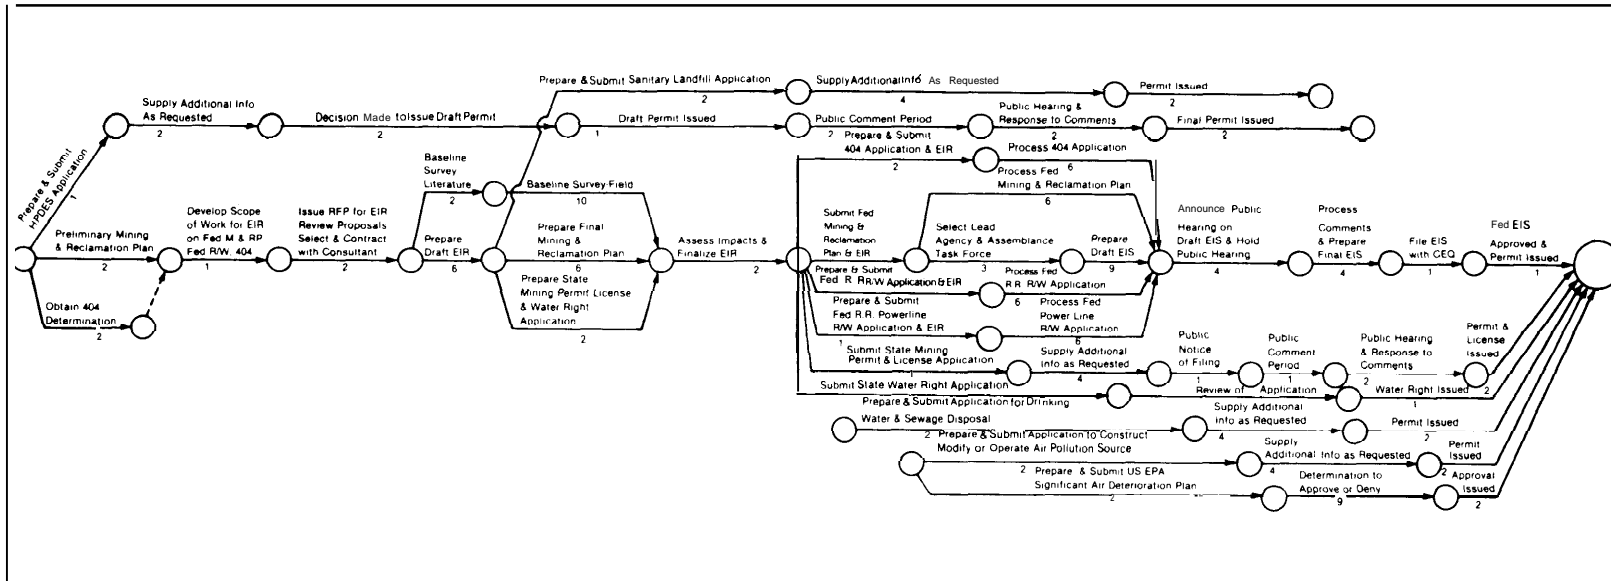 Prepare & Submit Sanitary Landfill Application
2
Supply Additional Info As Requested
4
Permit Issued
2
Supply Additional Info
As Requested
2
Decision Made to Issue Draft Permit
2
Draft Permit Issued
1
Public Comment Period
2
Public Hearing &
Response to Comments
2
Final Permit Issued
2
Prepare & Submit
HPDES Application
1
Prepare & Submit
404 Application & EIR
2
Process 404 Application
6
Baseline
Survey
Literature
2
Baseline Survey-Field
10
Process Fed
Mining & Reclamation Plan
6
Preliminary Mining
& Reclamation Plan
2
Develop Scope
of Work for EIR
on Fed M & RP
Fed R/W, 404
1
Issue RFP for EIR
Review Proposals
Select & Contract
with Consultant
2
Prepare
Draft EIR
6
Prepare Final
Mining &
Reclamation Plan
6
Assess Impacts &
Finalize EIR
2
Submit Fed
Mining &
Reclamation
Plan & EIR
Select Lead
Agency & Assemblance
Task Force
3
Prepare
Draft EIS
9
Announce Public
Hearing on
Draft EIS & Hold
Public Hearing
4
Process
Comments
& Prepare
Final EIS
4
File EIS
with CEQ
1
Fed EIS
Approved &
Permit Issued
1
Obtain 404
Determination
2
Prepare State
Mining Permit License
& Water Right
Application
2
Prepare & Submit
Fed R RR/W Application & EIR
Process Fed
R.R. R/W Application
6
Prepare & Submit
Fed R.R. Powerline
R/W Application & EIR
1
Process Fed
Power Line
R/W Application
6
Submit State Mining
Permit & License Application
1
Supply Additional
Info as Requested
4
Public
Notice
of Filing
1
Public
Comment
Period
1
Public Hearing
& Response to
Comments
2
Permit &
License
Issued
2
Submit State Water Right Application
Review of Application
Water Right Issued
1
Prepare & Submit Application for Drinking
Water & Sewage Disposal
2
Supply Additional
Info as Requested
4
Permit Issued
2
Prepare & Submit Application to Construct
Modify or Operate Air Pollution Source
2
Supply
Additional Info as Requested
4
Permit
Issued
2
Prepare & Submit US EPA
Significant Air Deterioration Plan
2
Determination to
Approve or Deny
9
Approval
Issued
2